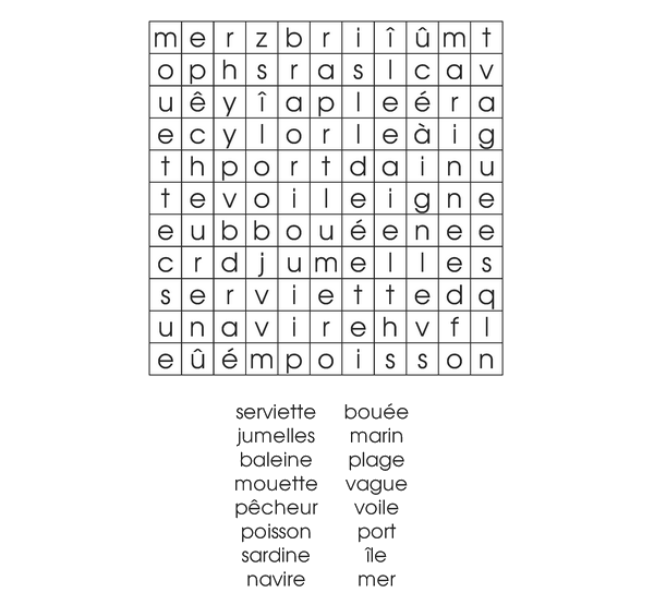 m e r z b r i î û m t
o p h s r a s l c a v
u ê y î a p l e é r a
e c y l o r l e à i g
t h p o r t d a i n u
t e v o i l e i g n e
e u b b o u é e n e e
c r d j u m e l l e s
s e r v i e t t e d q
u n a v i r e h v f l
e û é m p o i s s o n
serviette bouée
jumelles marin
baleine plage
mouette vague
pêcheur voile
poisson port
sardine île
navire mer